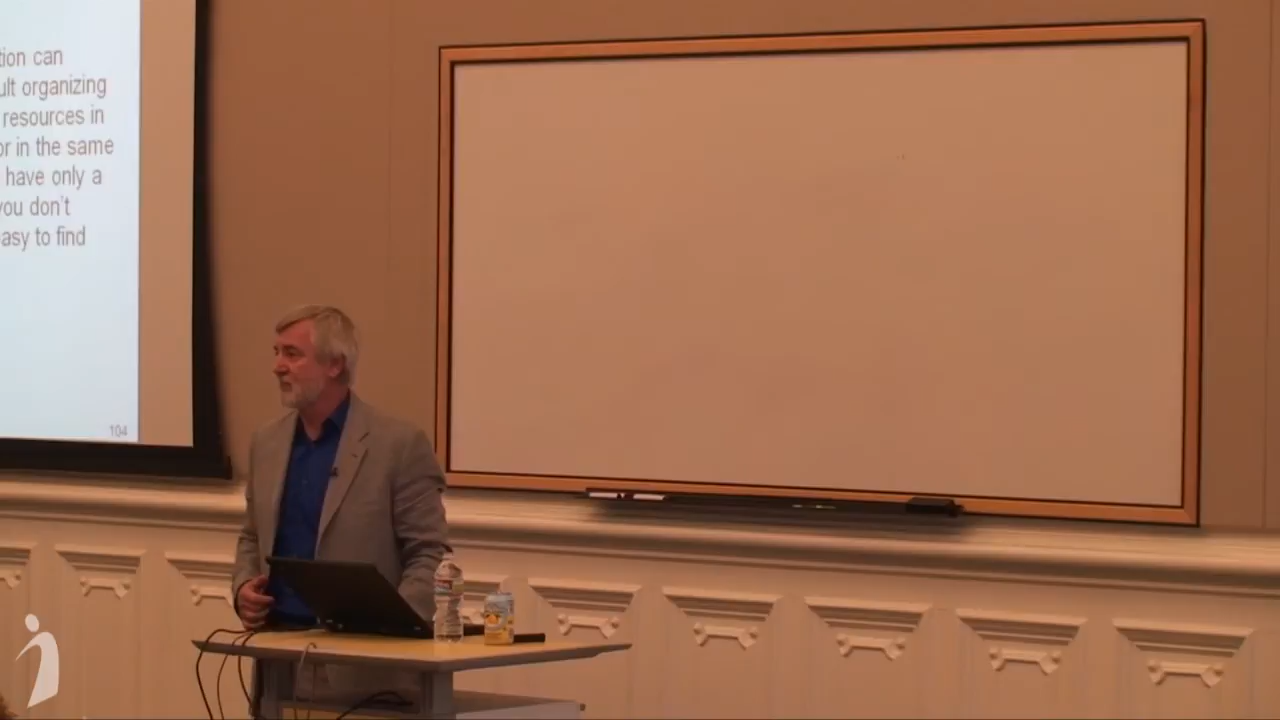 tion can
ult organizing
resources in
or in the same
have only a
you don't
asy to find
104